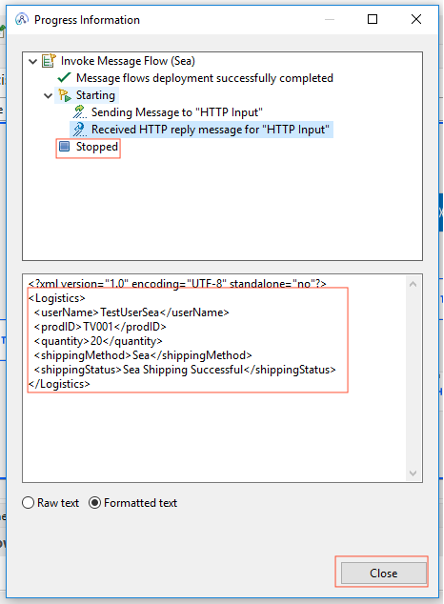 Progress Information
Invoke Message Flow (Sea)
Message flows deployment successfully completed
Starting
Sending Message to "HTTP Input"
Received HTTP reply message for "HTTP Input"
Stopped
<?xml version="1.0" encoding="UTF-8" standalone="no"?>
<Logistics>
<userName>TestUserSea</userName>
<prodID>TV001</prodID>
<quantity>20</quantity>
<shippingMethod>Sea</shippingMethod>
<shippingStatus>Sea Shipping Successful</shippingStatus>
</Logistics>
Raw text
Formatted text
Close